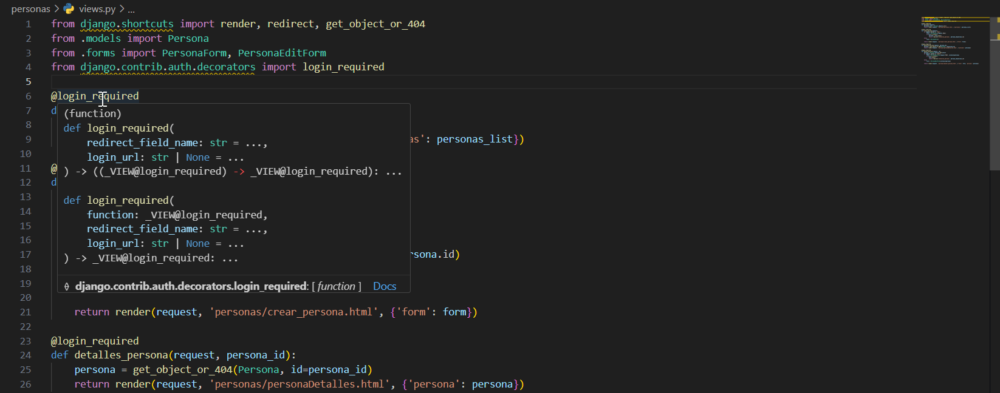 personas > views.py > ...
1 from django.shortcuts import render, redirect, get_object_or_404
2 from .models import Persona
3 from .forms import PersonaForm, PersonaEditForm
4 from django.contrib.auth.decorators import login_required
5
6 @login_required
7 d
(function)
8 def login_required(
9 redirect_field_name: str = ..., as': personas_list})
10 login_url: str | None = ...
11 @ ) -> ((_VIEW@login_required) -> _VIEW@login_required): ...
12 d
13 def login_required(
14 function: _VIEW@login_required,
15 redirect_field_name: str = ...,
16 login_url: str | None = ...
17 ) -> _VIEW@login_required: ... rsona.id)
18
19 django.contrib.auth.decorators.login_required: [ function ] Docs
20
21 return render(request, 'personas/crear_persona.html', {'form': form})
22
23 @login_required
24 def detalles_persona(request, persona_id):
25 persona = get_object_or_404(Persona, id=persona_id)
26 return render(request, 'personas/personaDetalles.html', {'persona': persona})